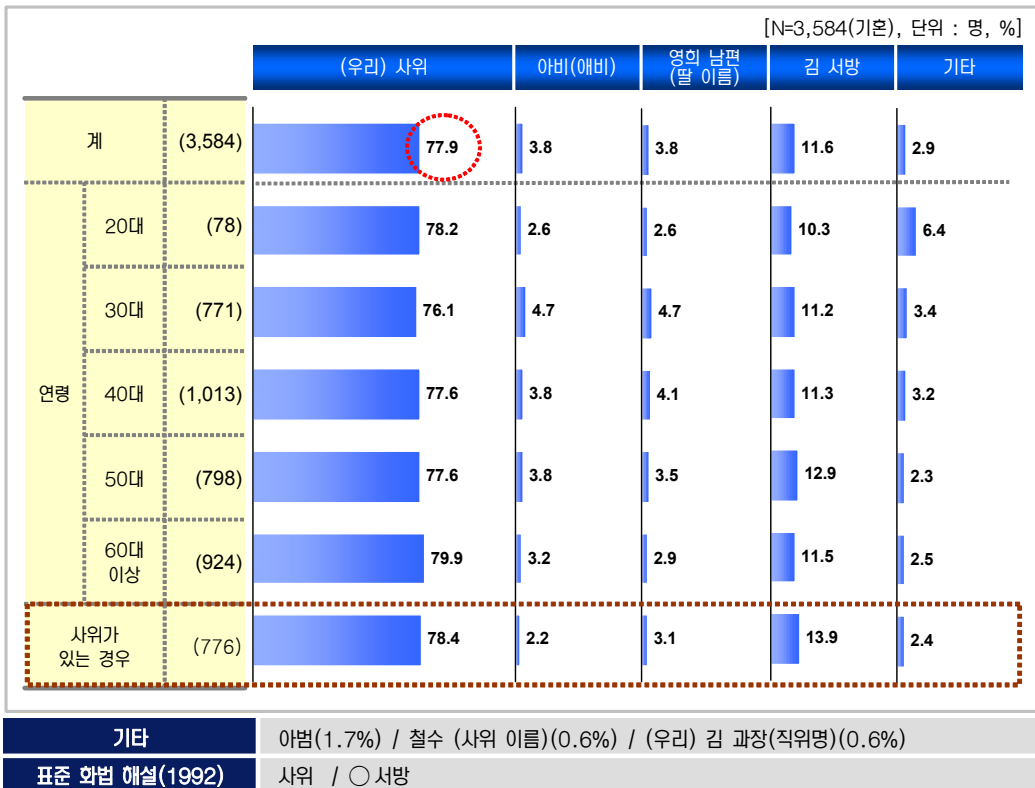 [N=3,584(기혼), 단위 : 명, %]
(우리) 사위 아비(애비) 영희 남편 (딸 이름) 김 서방 기타
계 (3,584) 77.9 3.8 3.8 11.6 2.9
연령
20대 (78) 78.2 2.6 2.6 10.3 6.4
30대 (771) 76.1 4.7 4.7 11.2 3.4
40대 (1,013) 77.6 3.8 4.1 11.3 3.2
50대 (798) 77.6 3.8 3.5 12.9 2.3
60대 이상 (924) 79.9 3.2 2.9 11.5 2.5
사위가 있는 경우 (776) 78.4 2.2 3.1 13.9 2.4
기타 아범(1.7%) / 철수 (사위 이름)(0.6%) / (우리) 김 과장(직위명)(0.6%)
표준 화법 해설(1992) 사위 / ○ 서방